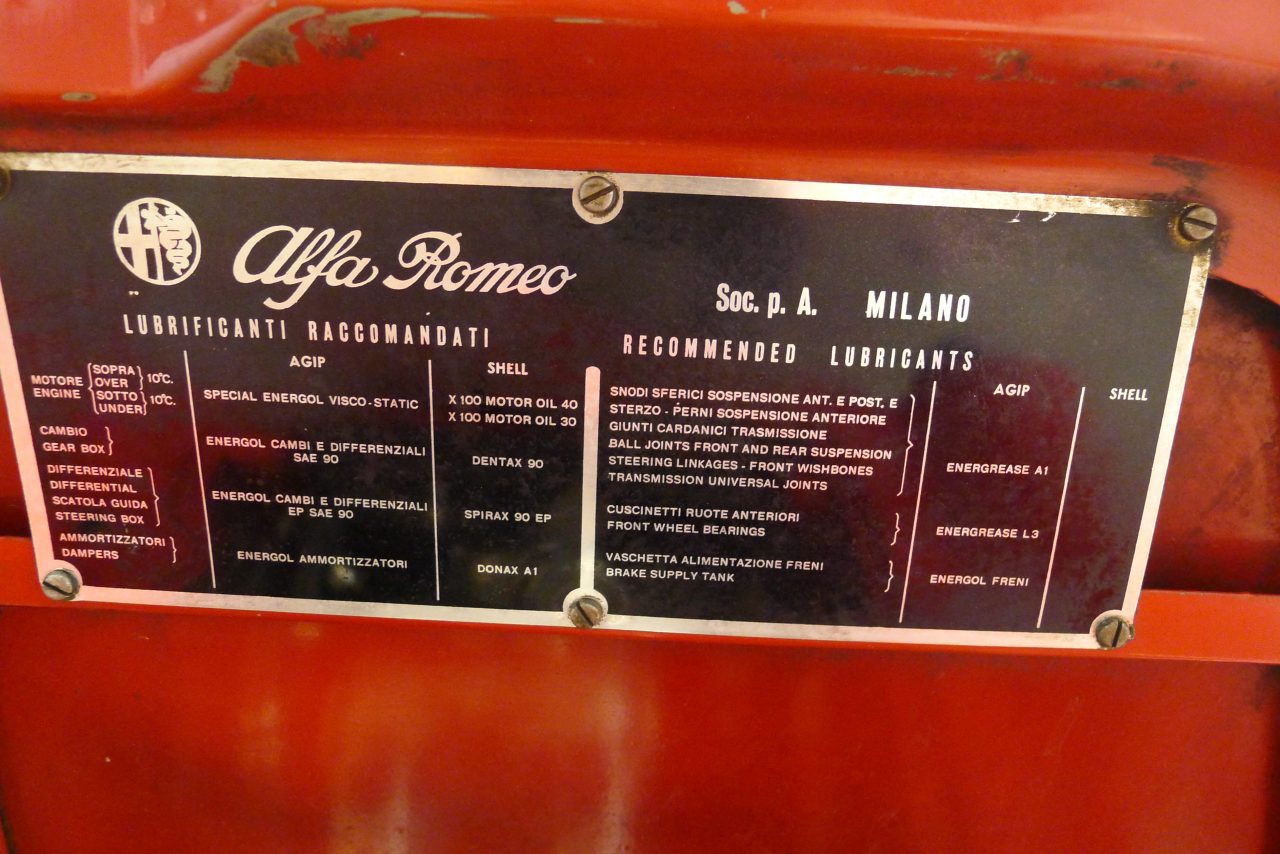 Alfa Romeo
Soc. p. A. MILANO
LUBRIFICANTI RACCOMANDATI
RECOMMENDED LUBRICANTS
AGIP SHELL
MOTORE
ENGINE
SOPRA
OVER
10°C.
SOTTO
UNDER
10°C.
SPECIAL ENERGOL VISCO-STATIC
X 100 MOTOR OIL 40
X 100 MOTOR OIL 30
CAMBIO
GEAR BOX
ENERGOL CAMBI E DIFFERENZIALI
SAE 90
DENTAX 90
DIFFERENZIALE
DIFFERENTIAL
SCATOLA GUIDA
STEERING BOX
ENERGOL CAMBI E DIFFERENZIALI
EP SAE 90
SPIRAX 90 EP
AMMORTIZZATORI
DAMPERS
ENERGOL AMMORTIZZATORI
DONAX A1
AGIP SHELL
SNODI SFERICI SOSPENSIONE ANT. E POST. E
STERZO - PERNI SOSPENSIONE ANTERIORE
GIUNTI CARDANICI TRASMISSIONE
BALL JOINTS FRONT AND REAR SUSPENSION
STEERING LINKAGES - FRONT WISHBONES
TRANSMISSION UNIVERSAL JOINTS
ENERGREASE A1
CUSCINETTI RUOTE ANTERIORI
FRONT WHEEL BEARINGS
ENERGREASE L3
VASCHETTA ALIMENTAZIONE FRENI
BRAKE SUPPLY TANK
ENERGOL FRENI